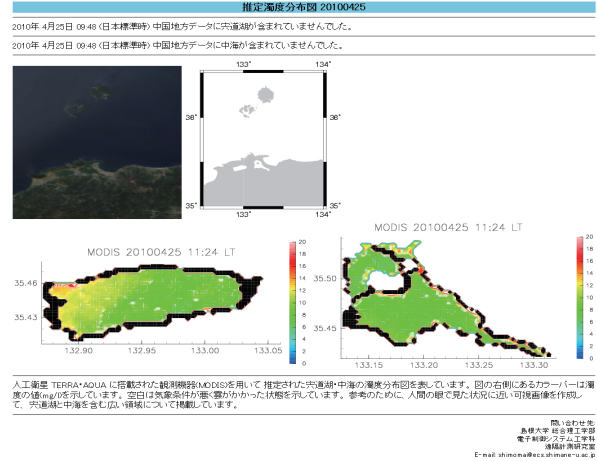 推定濁度分布図 20100425
2010年 4月25日 09:48 (日本標準時) 中国地方データに宍道湖が含まれていませんでした。
2010年 4月25日 09:48 (日本標準時) 中国地方データに中海が含まれていませんでした。
133° 134°
36° 36°
35° 35°
133° 134°
MODIS 20100425 11:24 LT
35.46
35.43
132.90 132.95 133.00 133.05
20
18
16
14
12
10
8
6
4
2
0
MODIS 20100425 11:24 LT
35.50
35.45
133.15 133.20 133.25 133.30
20
18
16
14
12
10
8
6
4
2
0
人工衛星 TERRA・AQUA に搭載された観測機器(MODIS)を用いて 推定された宍道湖・中海の濁度分布図を表しています。図の右側にあるカラーバーは濁
度の値(mg/l)を示しています。空白は気象条件が悪く雲がかかった状態を示しています。参考のために、人間の眼で見た状況に近い可視画像を作成し
て、宍道湖と中海を含む広い領域について掲載しています。
問い合わせ先:
島根大学 総合理工学部
電子制御システム工学科
遠隔計測研究室
E-mail shimoma@ecs.shimane-u.ac.jp